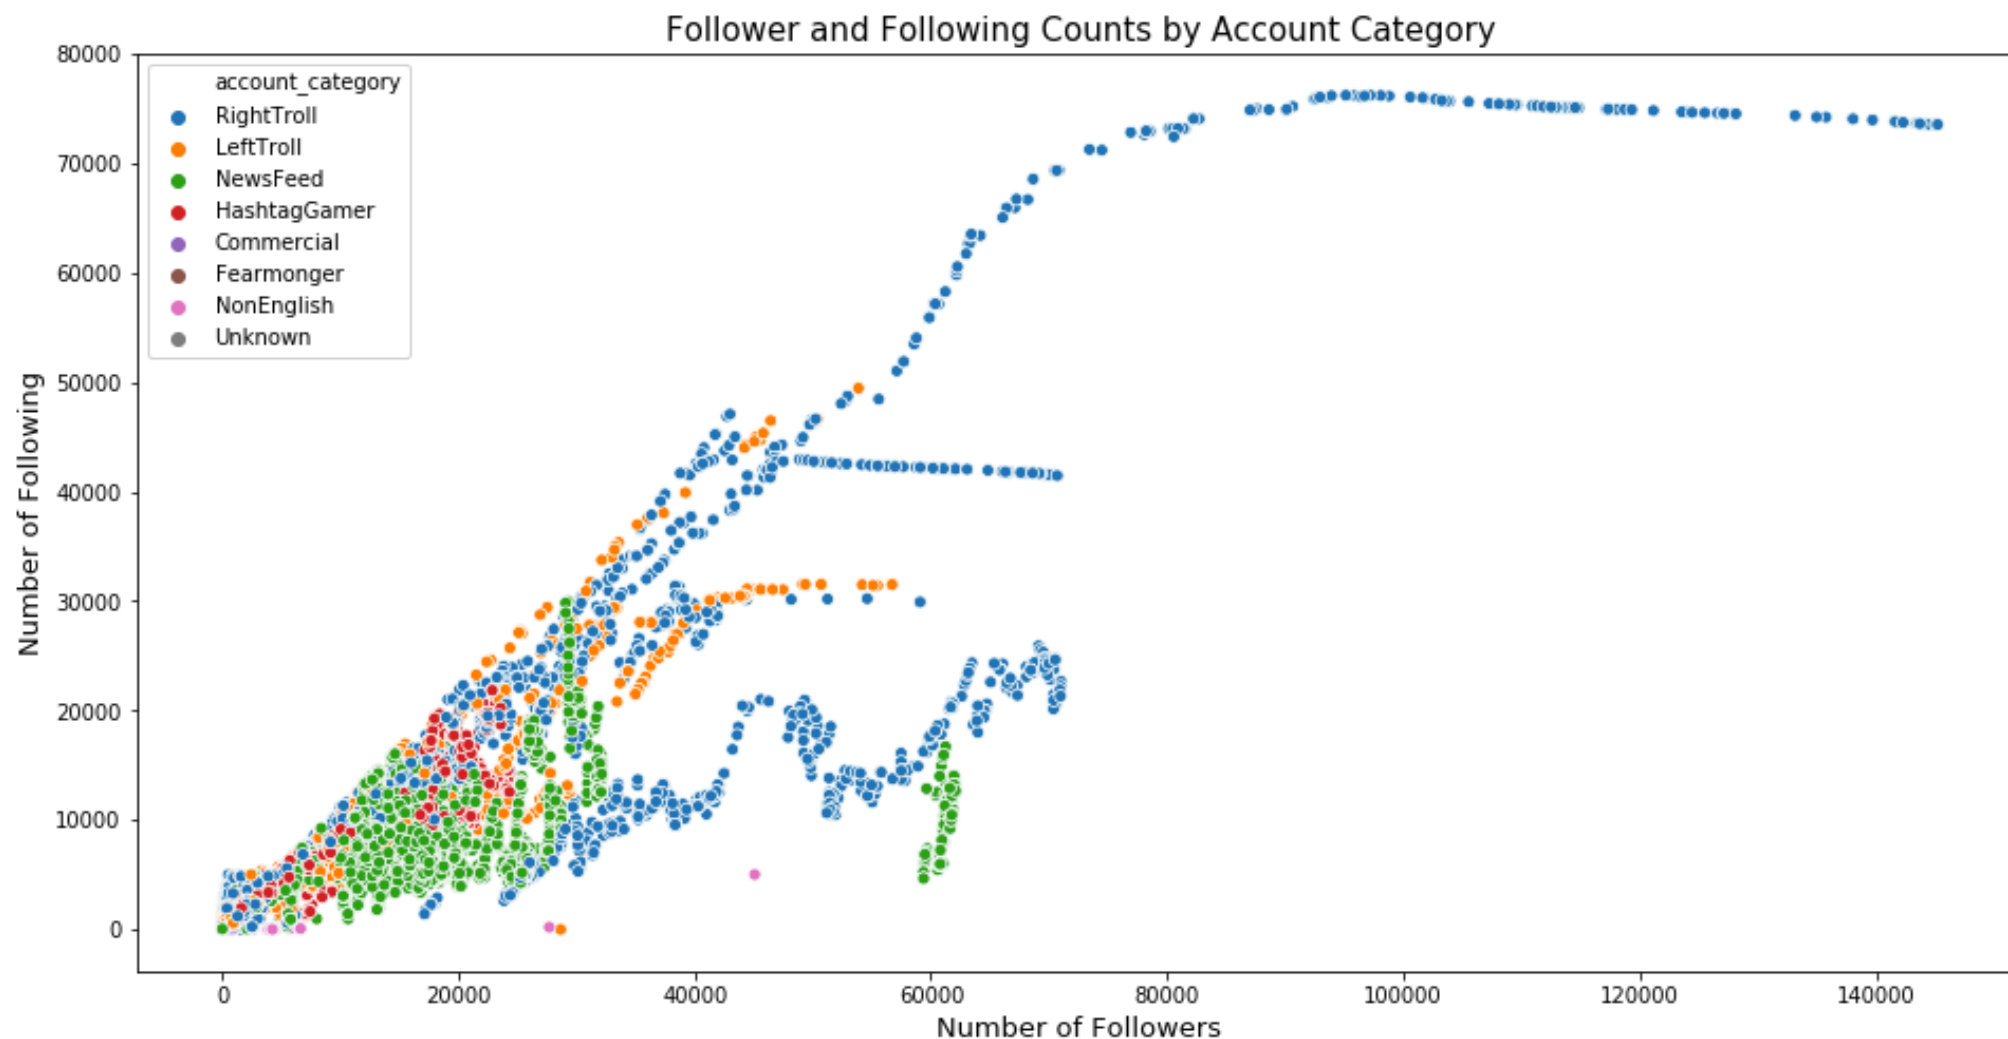 Follower and Following Counts by Account Category
account_category
RightTroll
LeftTroll
NewsFeed
HashtagGamer
Commercial
Fearmonger
NonEnglish
Unknown
80000
70000
60000
50000
40000
30000
20000
10000
0
Number of Following
0 20000 40000 60000 80000 100000 120000 140000
Number of Followers